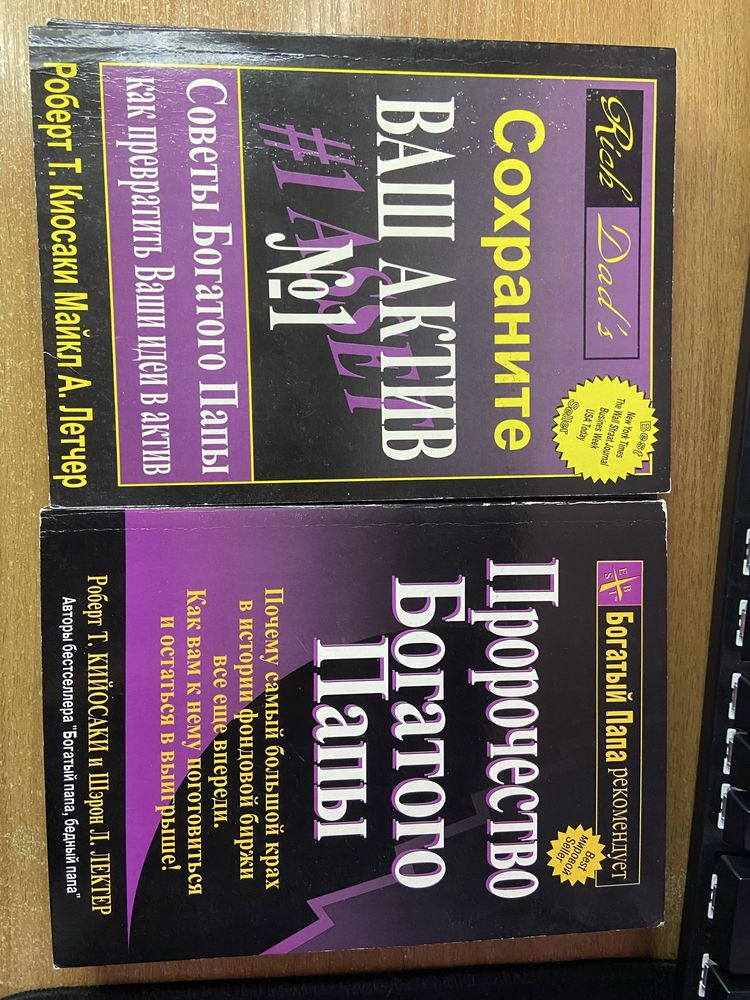 Rich Dad's
Сохраните
ВАШ АКТИВ
#1 ASSET
№1
Best
New York Times
The Wall Street Journal
Busines Week
USA Today
Seller
Советы Богатого Папы
как превратить Ваши идеи в актив
Роберт Т. Киосаки Майкл А. Летчер
BEST
Богатый Папа рекомендует
Пророчество
Богатого
Папы
Best
мировой
Seller
Почему самый большой крах
в истории фондовой биржи
все еще впереди.
Как вам к нему подготовиться
и остаться в выигрыше!
Роберт Т. КИЙОСАКИ и Шэрон Л. ЛЕКТЕР
Авторы бестселлера "Богатый папа, бедный папа"